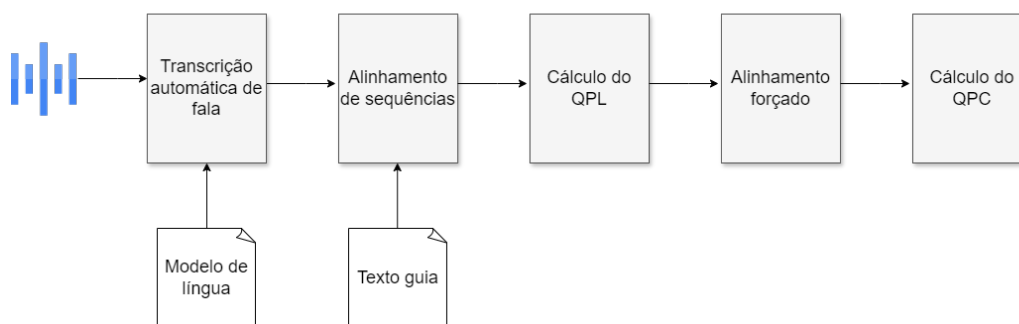 Transcrição
automática de
fala
Alinhamento
de sequências
Cálculo do
QPL
Alinhamento
forçado
Cálculo do
QPC
Modelo de
língua
Texto guia